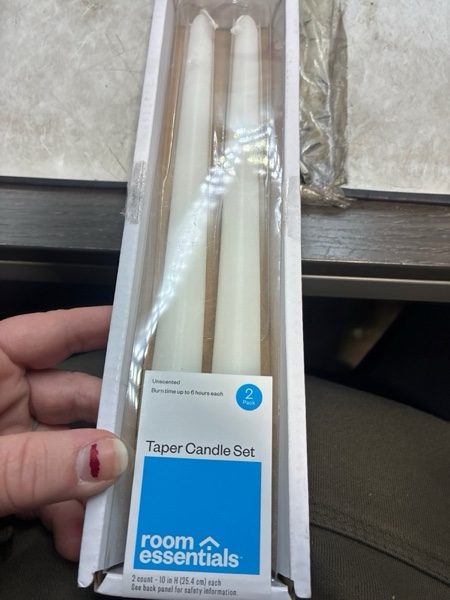 Unscented
Burn time up to 6 hours each
2
Pack
Taper Candle Set
room
essentials
2 count - 10 in H (25.4 cm) each
See back panel for safety information.